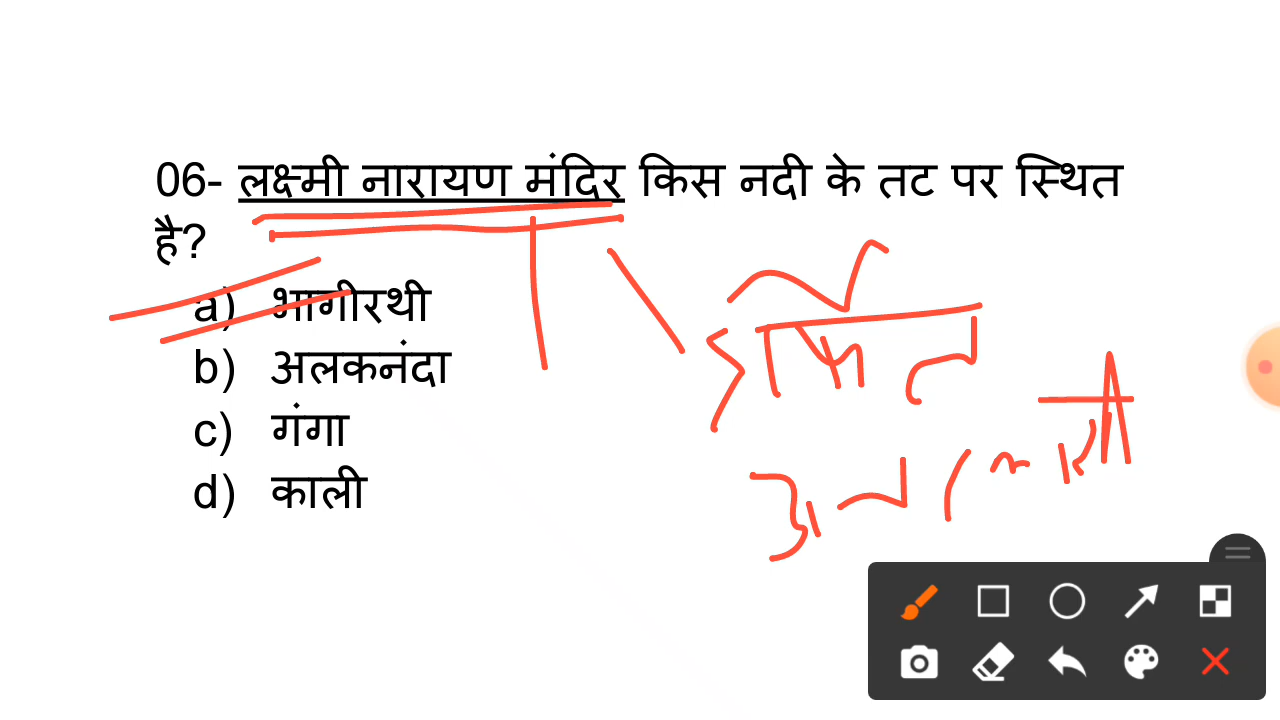 06- लक्ष्मी नारायण मंदिर किस नदी के तट पर स्थित
है?
a) भागीरथी
b) अलकनंदा
c) गंगा
d) काली